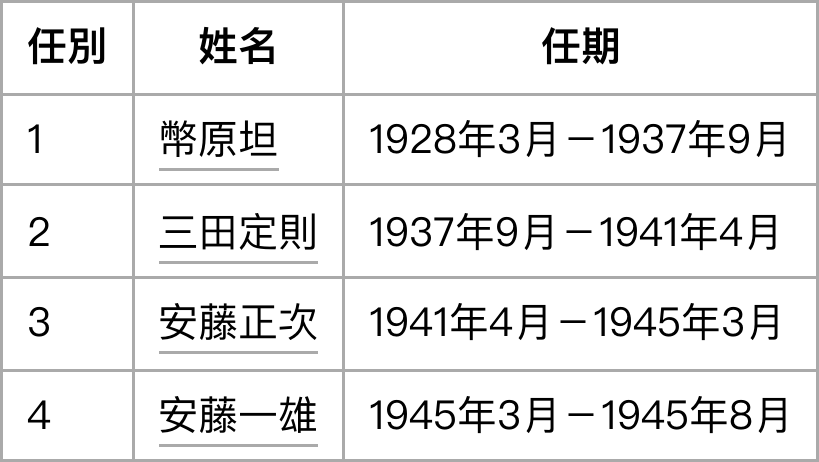 任別 姓名 任期
1 幣原坦 1928年3月－1937年9月
2 三田定則 1937年9月－1941年4月
3 安藤正次 1941年4月－1945年3月
4 安藤一雄 1945年3月－1945年8月